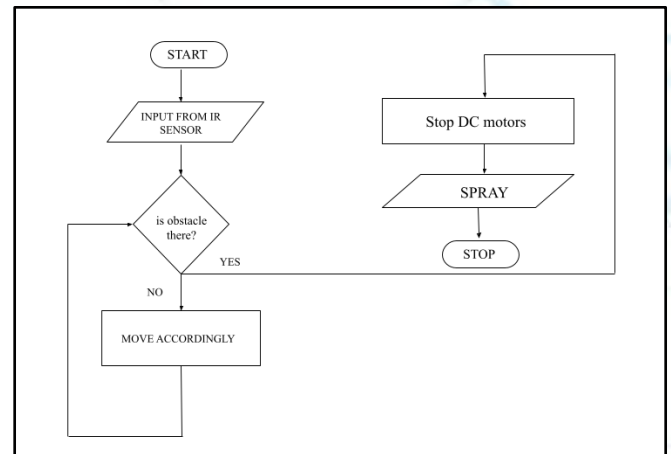 START
INPUT FROM IR
SENSOR
is obstacle
there?
YES
NO
MOVE ACCORDINGLY
Stop DC motors
SPRAY
STOP